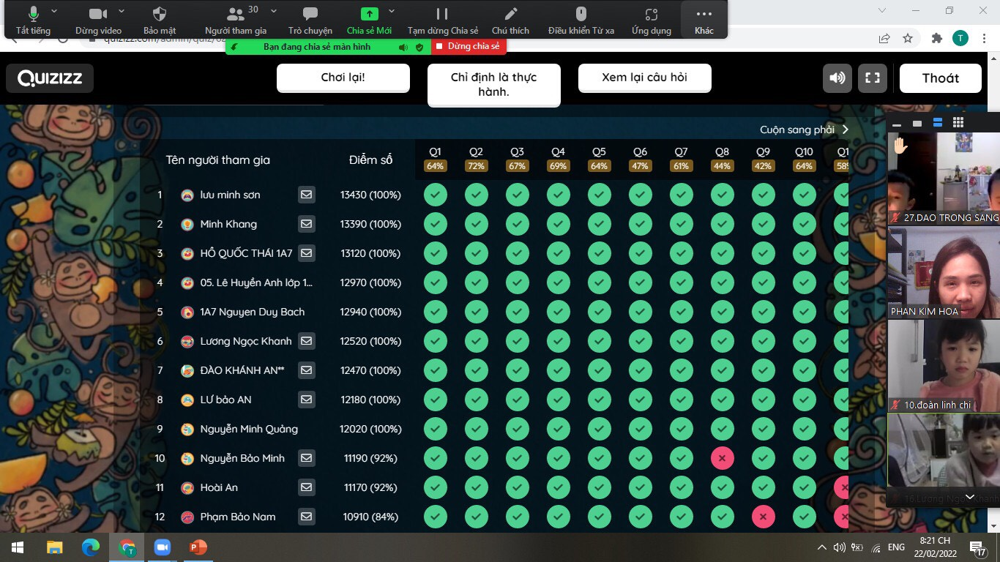 30
Tắt tiếng
Dừng video
Bảo mật
Người tham gia
Trò chuyện
Chia sẻ Mới
Tạm dừng Chia sẻ
Chú thích
Điều khiển Từ xa
Ứng dụng
Khác
Bạn đang chia sẻ màn hình
Dừng chia sẻ
T
Quizizz
Chơi lại!
Chỉ định là thực
hành.
Xem lại câu hỏi
Thoát
Cuộn sang phải
Tên người tham gia Điểm số Q1 Q2 Q3 Q4 Q5 Q6 Q7 Q8 Q9 Q10 Q1
64% 72% 67% 69% 64% 47% 61% 44% 42% 64% 58%
1 lưu minh sơn 13430 (100%)
2 Minh Khang 13390 (100%)
3 HỒ QUỐC THÁI 1A7 13120 (100%)
4 05. Lê Huyền Anh lớp 1... 12970 (100%)
5 1A7 Nguyen Duy Bach 12940 (100%)
6 Lương Ngọc Khanh 12520 (100%)
7 ĐÀO KHÁNH AN** 12470 (100%)
8 LƯ bảo AN 12180 (100%)
9 Nguyễn Minh Quảng 12020 (100%)
10 Nguyễn Bảo Minh 11190 (92%)
11 Hoài An 11170 (92%)
12 Phạm Bảo Nam 10910 (84%)
27.DAO TRONG SANG
PHAN KIM HOA
10.đoàn linh chi
16.Lương Ngọc Khanh
T
P
ENG
8:21 CH
22/02/2022
17